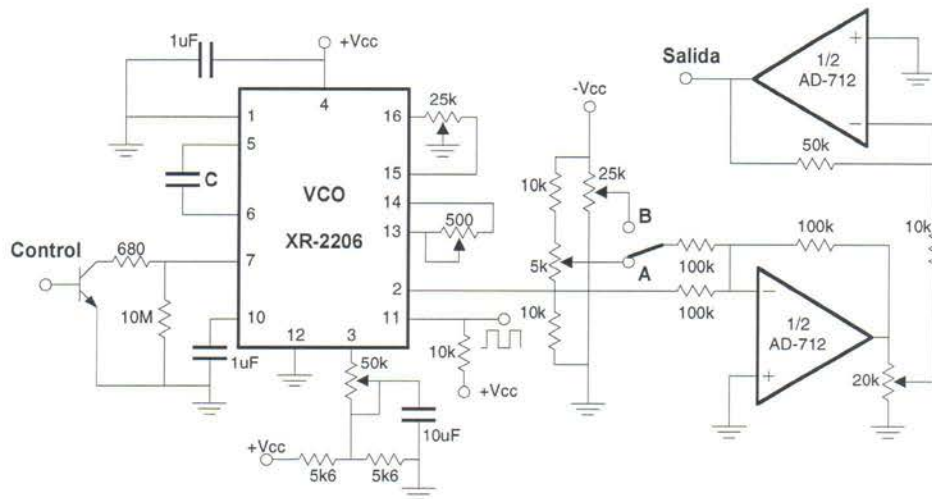 1uF
+Vcc
4
1
5
C
6
7
10
12
3
VCO
XR-2206
16
15
14
13
2
11
25k
500
Control
680
10M
1uF
50k
10uF
+Vcc
5k6
5k6
10k
+Vcc
-Vcc
10k
25k
B
5k
A
10k
100k
100k
100k
-
1/2
AD-712
+
20k
10k
50k
Salida
+
1/2
AD-712
-